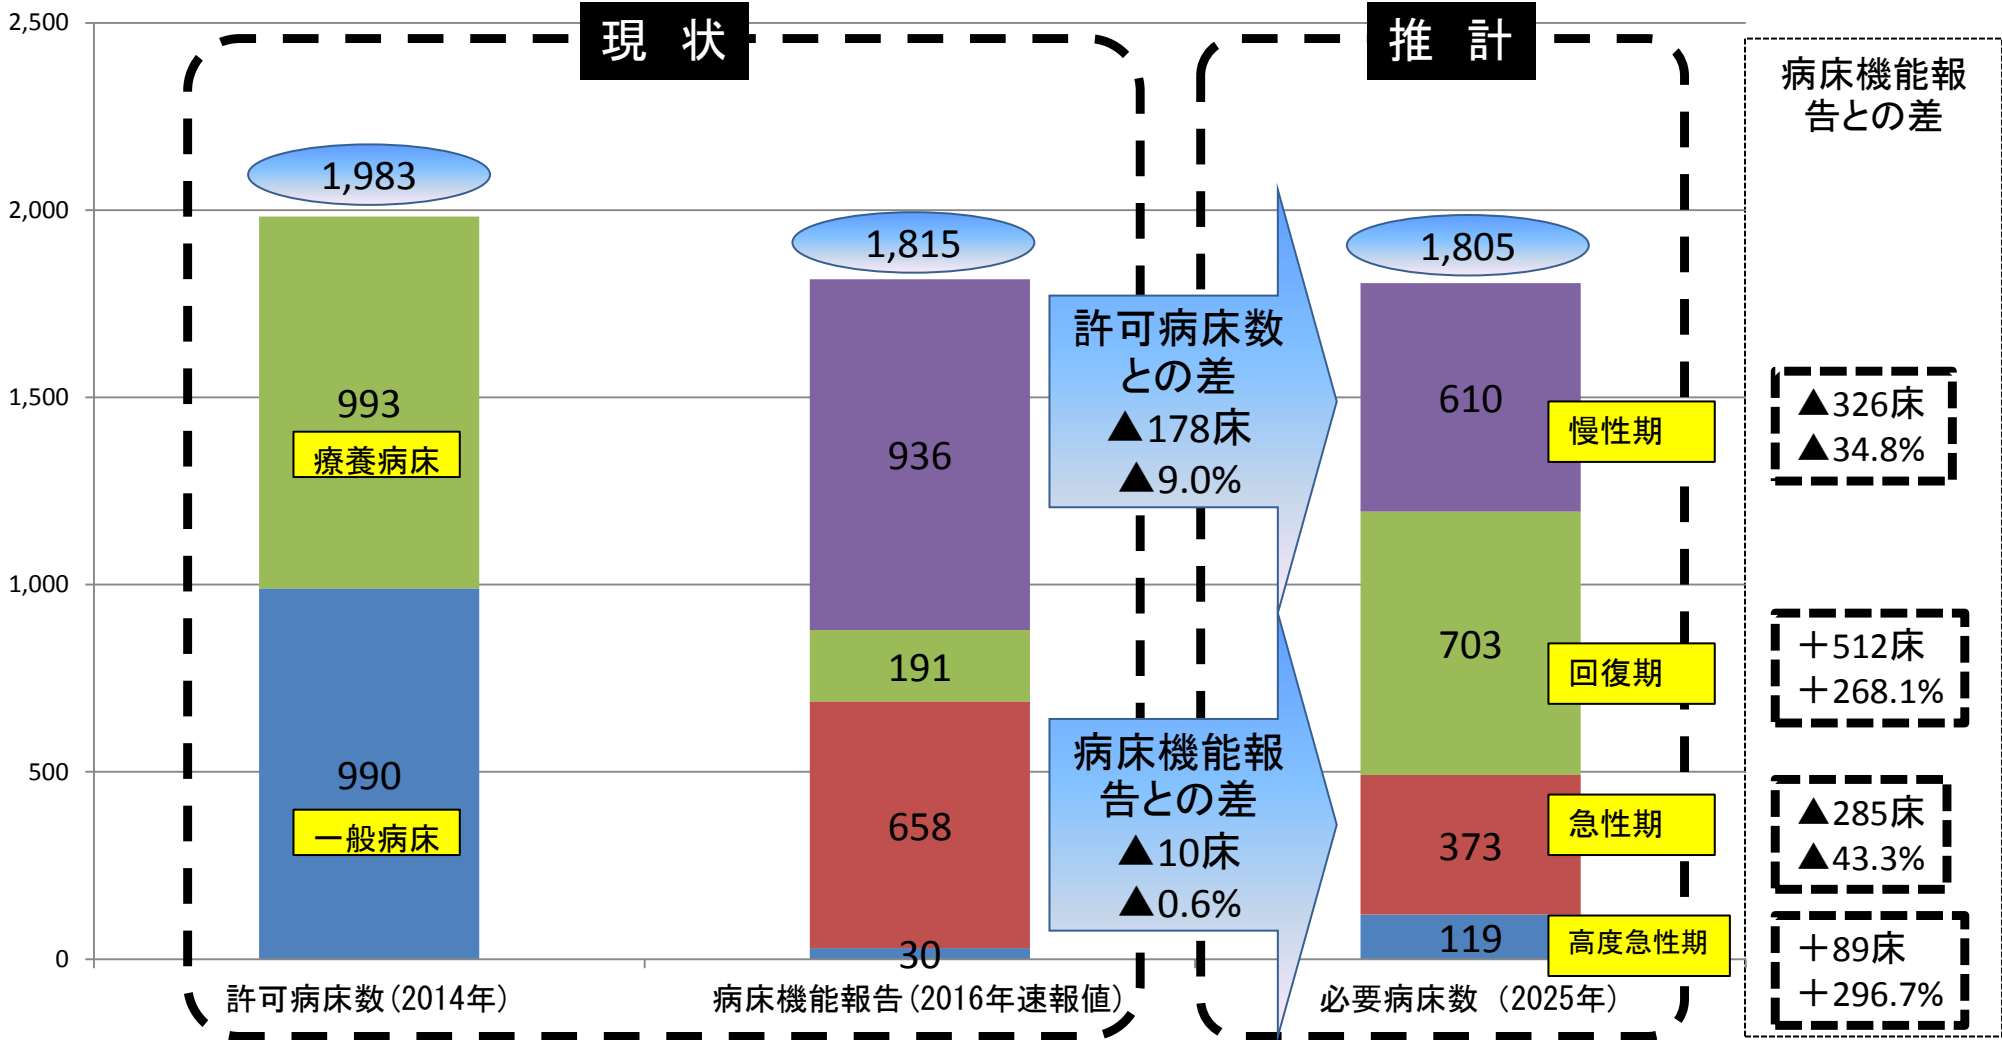 現 状
推 計
病床機能報
告との差
2,500
2,000
1,500
1,000
500
0
1,983
993
療養病床
990
一般病床
1,815
936
191
658
30
許可病床数
との差
▲178床
▲9.0%
病床機能報
告との差
▲10床
▲0.6%
1,805
610
慢性期
703
回復期
373
急性期
119
高度急性期
▲326床
▲34.8%
＋512床
＋268.1%
▲285床
▲43.3%
＋89床
＋296.7%
許可病床数（2014年）
病床機能報告（2016年速報値）
必要病床数 （2025年）